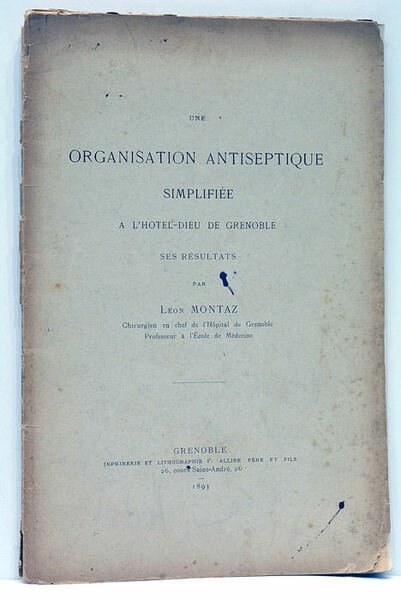 UNE
ORGANISATION ANTISEPTIQUE
SIMPLIFIÉE
A L'HOTEL-DIEU DE GRENOBLE
SES RÉSULTATS
PAR
LÉON MONTAZ
Chirurgien en chef de l'Hôpital de Grenoble
Professeur à l'École de Médecine
GRENOBLE
IMPRIMERIE ET LITHOGRAPHIE F. ALLIER PÈRE ET FILS
26, cours Saint-André, 26
1893